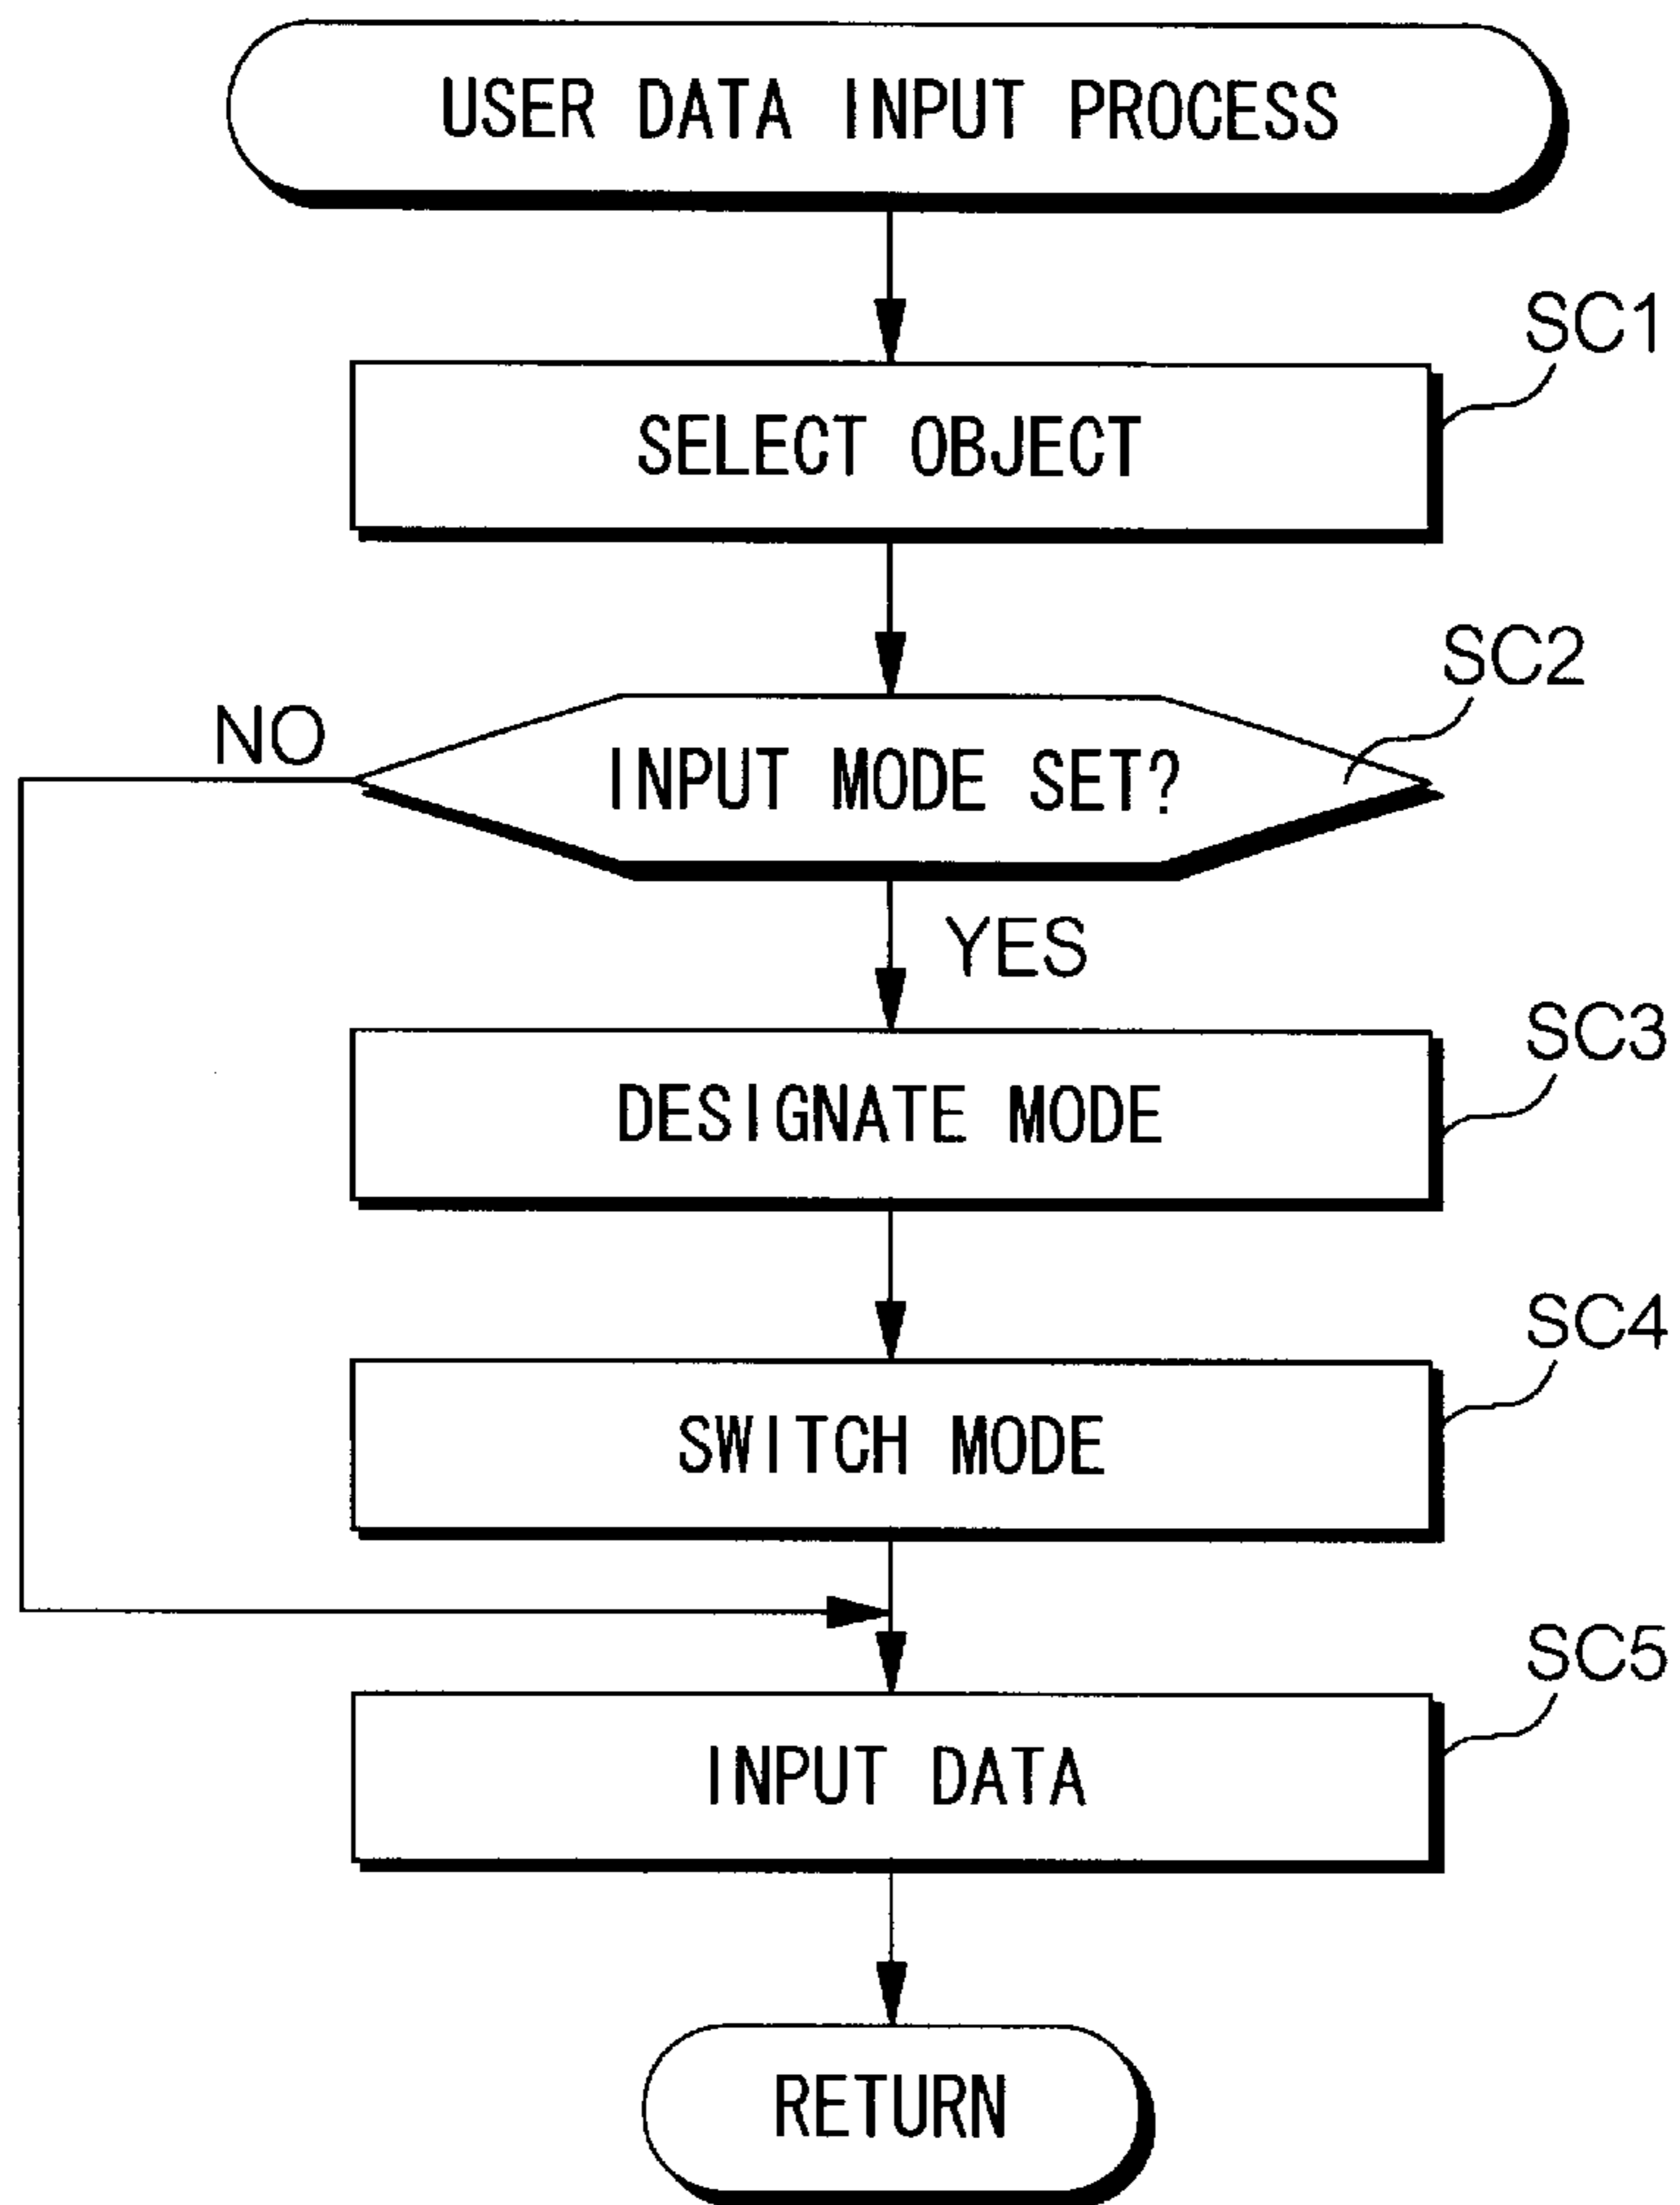 USER DATA INPUT PROCESS
SC1
SELECT OBJECT
SC2
NO
INPUT MODE SET?
YES
SC3
DESIGNATE MODE
SC4
SWITCH MODE
SC5
INPUT DATA
RETURN